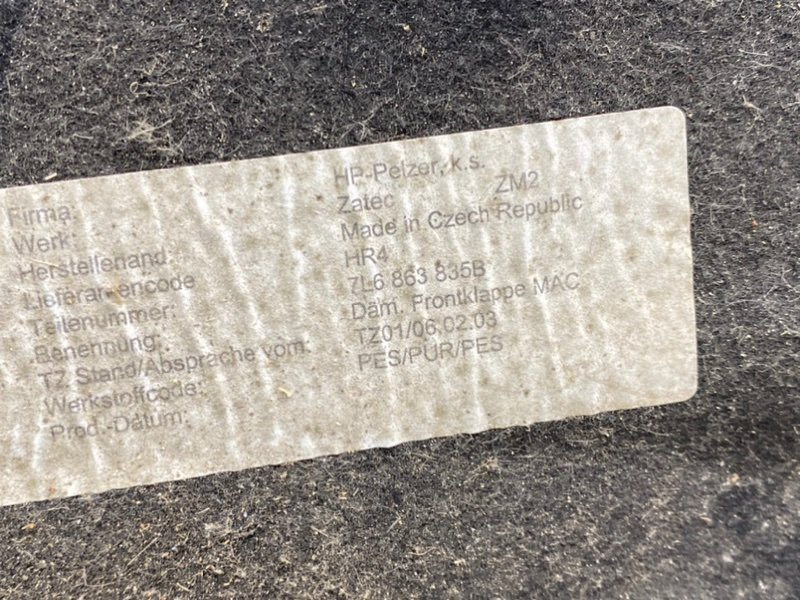 Firma: HP-Pelzer, k.s.
Werk: Zatec ZM2
Herstellerland: Made in Czech Republic
Lieferantencode HR4
Teilenummer: 7L6 863 835B
Benennung: Däm. Frontklappe MAC
TZ Stand/Absprache vom: TZ01/06.02.03
Werkstoffcode: PES/PUR/PES
Prod.-Datum: